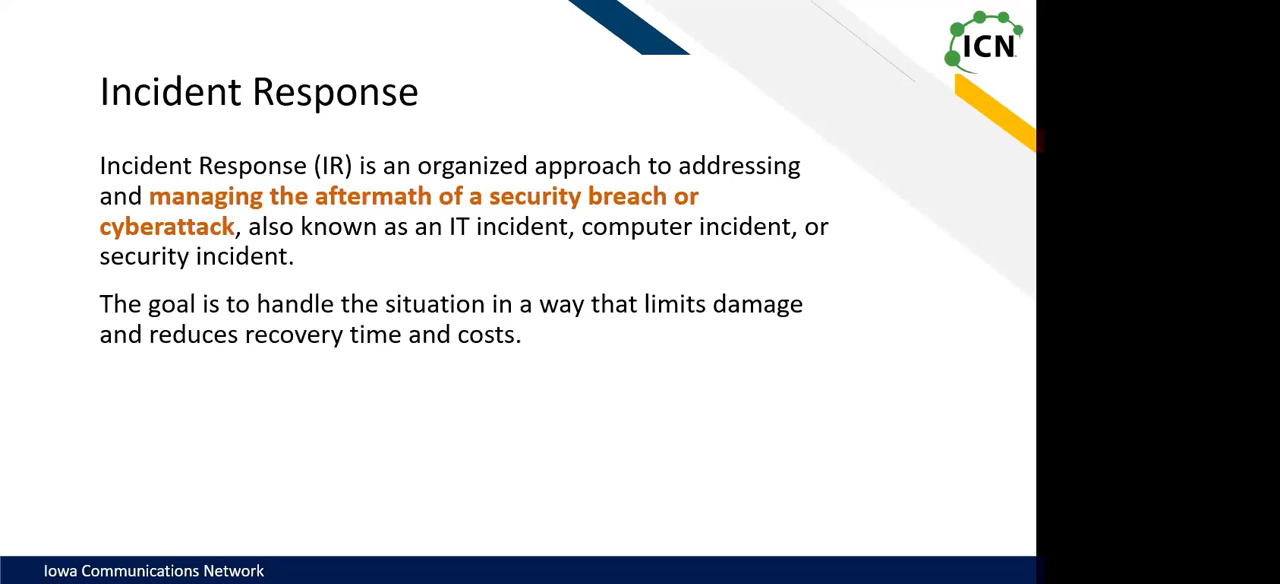 ICN
Incident Response
Incident Response (IR) is an organized approach to addressing
and managing the aftermath of a security breach or
cyberattack, also known as an IT incident, computer incident, or
security incident.
The goal is to handle the situation in a way that limits damage
and reduces recovery time and costs.
Iowa Communications Network